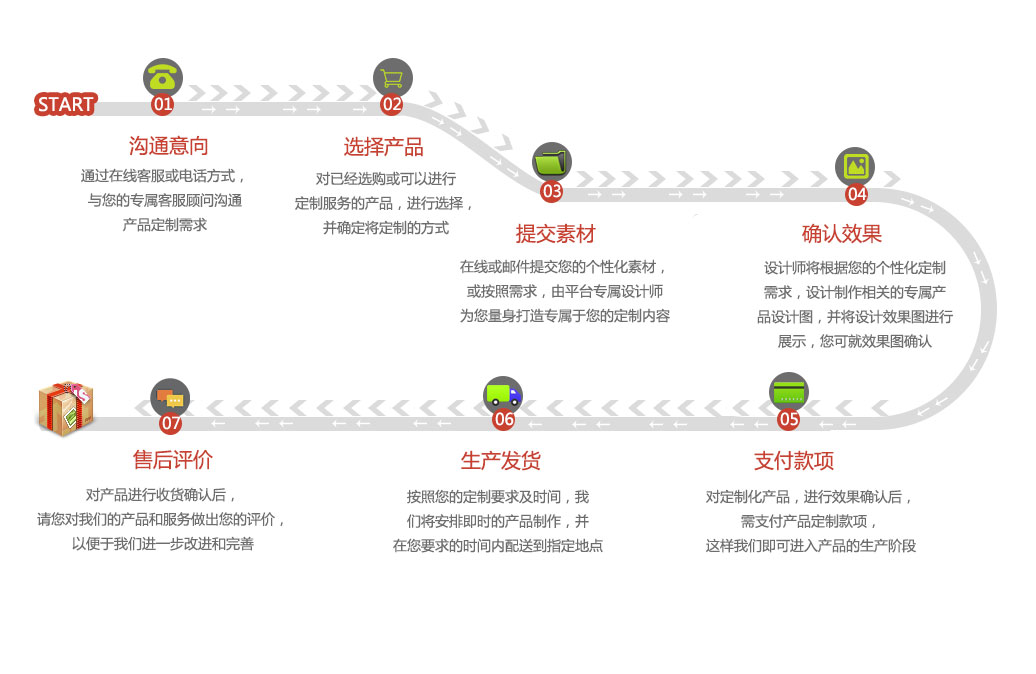 START
01
沟通意向
通过在线客服或电话方式，
与您的专属客服顾问沟通
产品定制需求
02
选择产品
对已经选购或可以进行
定制服务的产品，进行选择，
并确定将定制的方式
03
提交素材
在线或邮件提交您的个性化素材，
或按照需求，由平台专属设计师
为您量身打造专属于您的定制内容
04
确认效果
设计师将根据您的个性化定制
需求，设计制作相关的专属产
品设计图，并将设计效果图进行
展示，您可就效果图确认
05
支付款项
对定制化产品，进行效果确认后，
需支付产品定制款项，
这样我们即可进入产品的生产阶段
06
生产发货
按照您的定制要求及时间，我
们将安排即时的产品制作，并
在您要求的时间内配送到指定地点
07
售后评价
对产品进行收货确认后，
请您对我们的产品和服务做出您的评价，
以便于我们进一步改进和完善